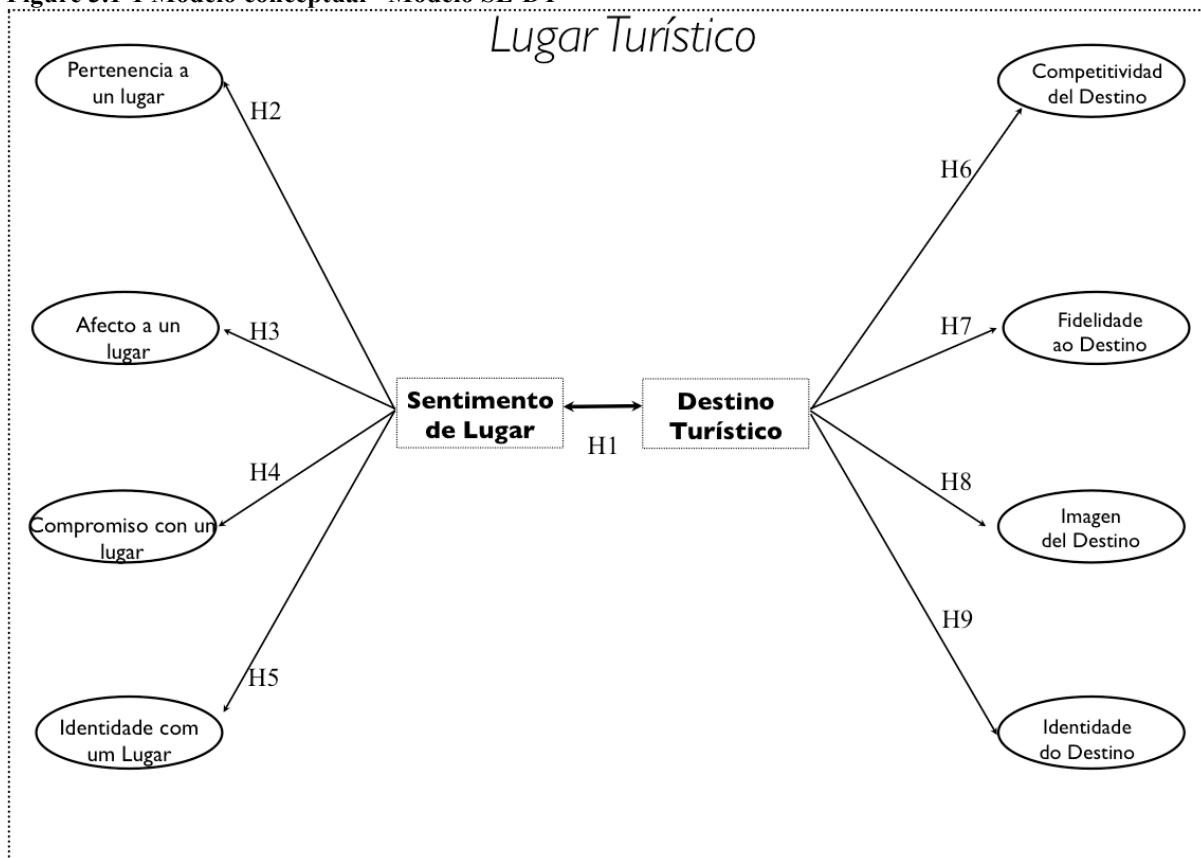 Lugar Turístico
Pertenencia a
un lugar
H2
Afecto a un
lugar
H3
Compromiso con un
lugar
H4
Identidade com
um Lugar
H5
Sentimento
de Lugar
H1
Destino
Turístico
Competitividad
del Destino
H6
Fidelidade
ao Destino
H7
Imagen
del Destino
H8
Identidade
do Destino
H9